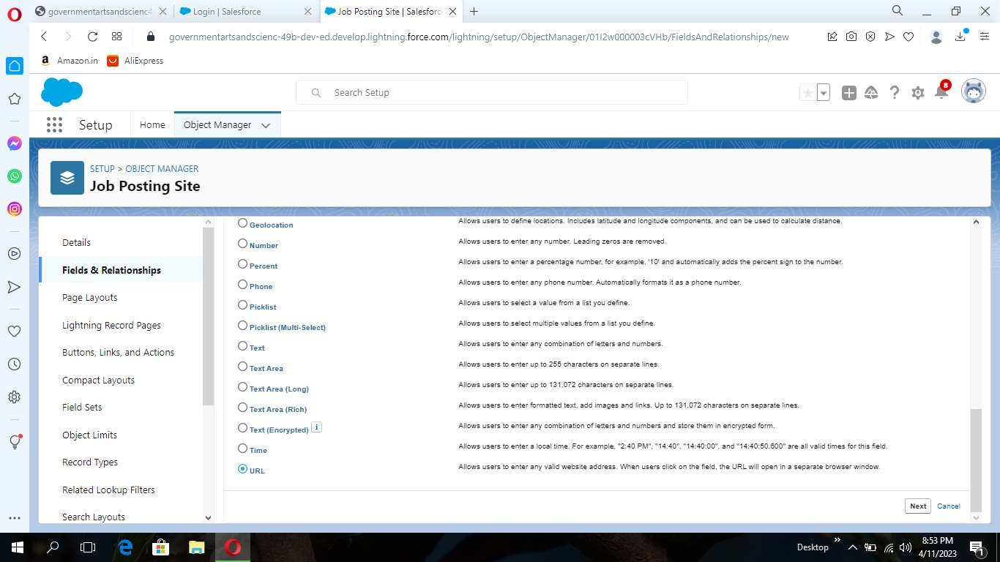 governmentartsandscienc4
Login | Salesforce
Job Posting Site | Salesforc
governmentartsandscienc-49b-dev-ed.develop.lightning.force.com/lightning/setup/ObjectManager/01I2w000003cVHb/FieldsAndRelationships/new
Amazon.in
AliExpress
Search Setup
8
Setup
Home
Object Manager
SETUP > OBJECT MANAGER
Job Posting Site
Details
Fields & Relationships
Page Layouts
Lightning Record Pages
Buttons, Links, and Actions
Compact Layouts
Field Sets
Object Limits
Record Types
Related Lookup Filters
Search Layouts
Geolocation Allows users to define locations. Includes latitude and longitude components, and can be used to calculate distance.
Number Allows users to enter any number. Leading zeros are removed.
Percent Allows users to enter a percentage number, for example, '10' and automatically adds the percent sign to the number.
Phone Allows users to enter any phone number. Automatically formats it as a phone number.
Picklist Allows users to select a value from a list you define.
Picklist (Multi-Select) Allows users to select multiple values from a list you define.
Text Allows users to enter any combination of letters and numbers.
Text Area Allows users to enter up to 255 characters on separate lines.
Text Area (Long) Allows users to enter up to 131,072 characters on separate lines.
Text Area (Rich) Allows users to enter formatted text, add images and links. Up to 131,072 characters on separate lines.
Text (Encrypted) i Allows users to enter any combination of letters and numbers and store them in encrypted form.
Time Allows users to enter a local time. For example, "2:40 PM", "14:40", "14:40:00", and "14:40:50.600" are all valid times for this field.
URL Allows users to enter any valid website address. When users click on the field, the URL will open in a separate browser window.
Next Cancel
Desktop
8:53 PM
4/11/2023
1